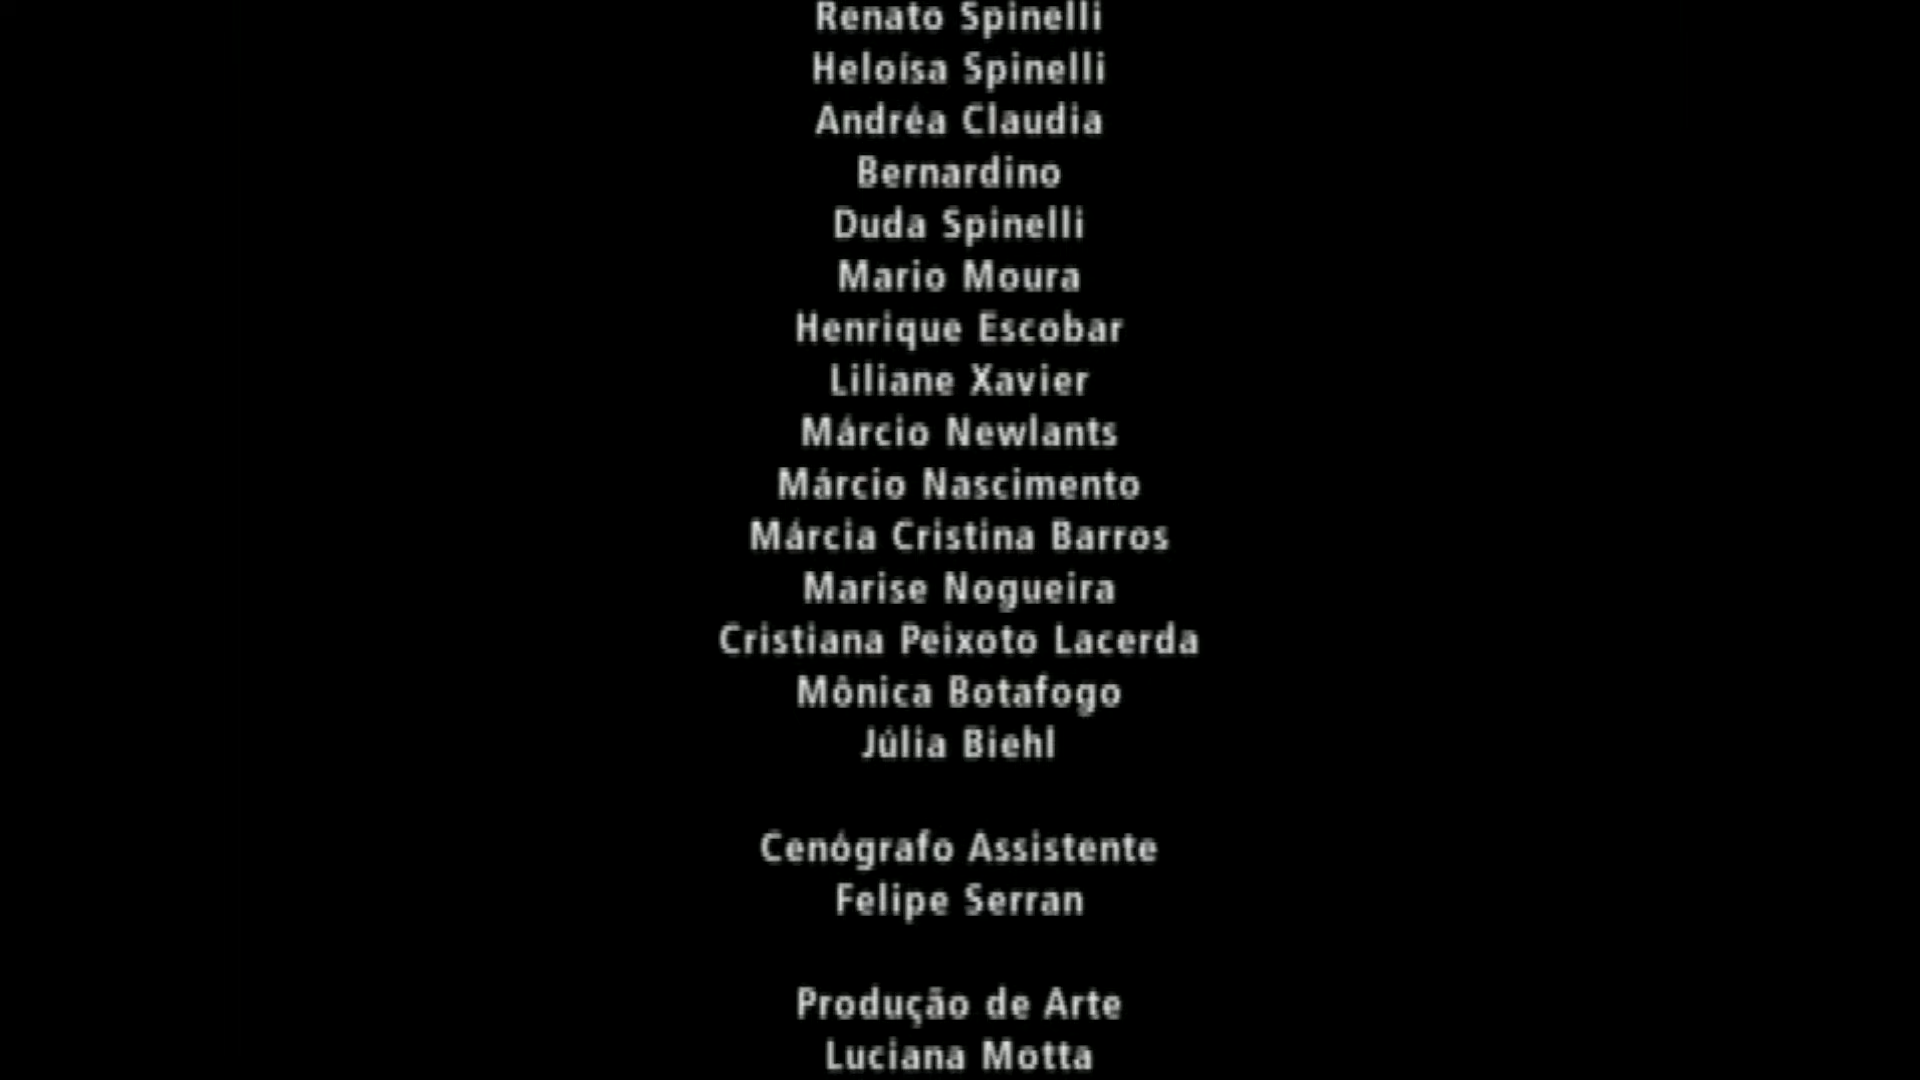 Renato Spinelli
Heloísa Spinelli
Andréa Claudia
Bernardino
Duda Spinelli
Mario Moura
Henrique Escobar
Liliane Xavier
Márcio Newlants
Márcio Nascimento
Márcia Cristina Barros
Marise Nogueira
Cristiana Peixoto Lacerda
Mônica Botafogo
Júlia Biehl
Cenógrafo Assistente
Felipe Serran
Produção de Arte
Luciana Motta